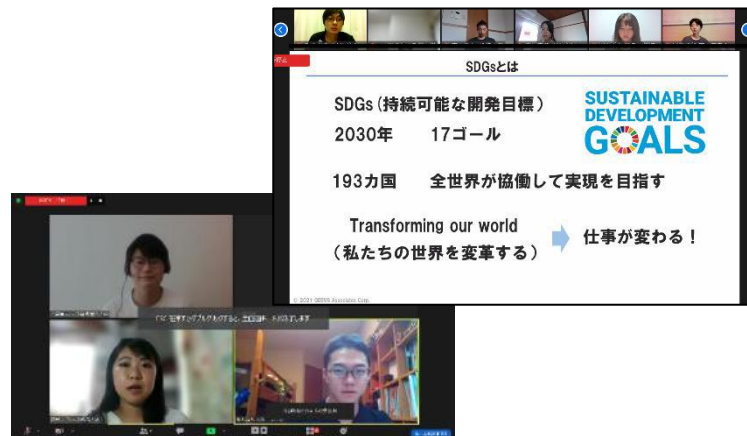 SDGsとは
SDGs（持続可能な開発目標）
2030年　17ゴール
SUSTAINABLE
DEVELOPMENT
GOALS
193カ国　全世界が協働して実現を目指す
Transforming our world
（私たちの世界を変革する）
仕事が変わる！